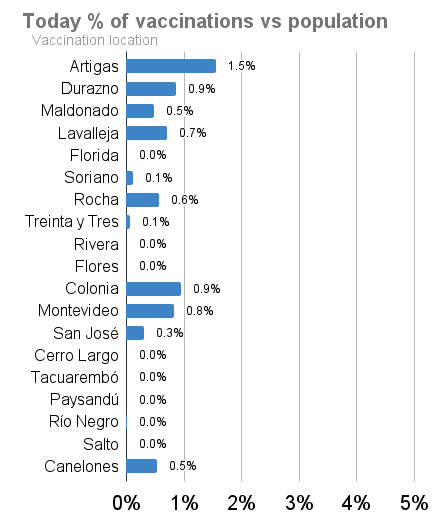 Today % of vaccinations vs population
Vaccination location
Artigas 1.5%
Durazno 0.9%
Maldonado 0.5%
Lavalleja 0.7%
Florida 0.0%
Soriano 0.1%
Rocha 0.6%
Treinta y Tres 0.1%
Rivera 0.0%
Flores 0.0%
Colonia 0.9%
Montevideo 0.8%
San José 0.3%
Cerro Largo 0.0%
Tacuarembó 0.0%
Paysandú 0.0%
Río Negro 0.0%
Salto 0.0%
Canelones 0.5%
0% 1% 2% 3% 4% 5%